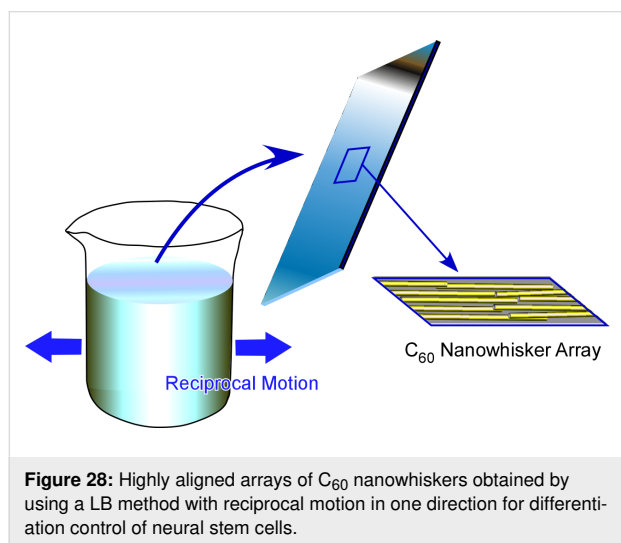 Reciprocal Motion
C60 Nanowhisker Array
Figure 28: Highly aligned arrays of C60 nanowhiskers obtained by
using a LB method with reciprocal motion in one direction for differenti-
ation control of neural stem cells.